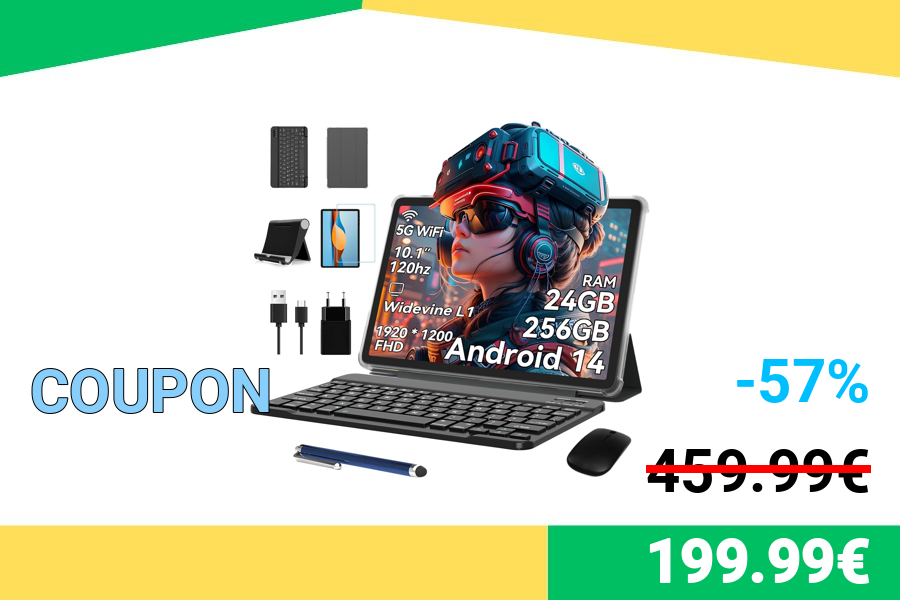 5G WiFi
10.1"
120hz
Widevine L1
1920 * 1200
FHD
RAM
24GB
256GB
Android 14
COUPON
-57%
459.99€
199.99€